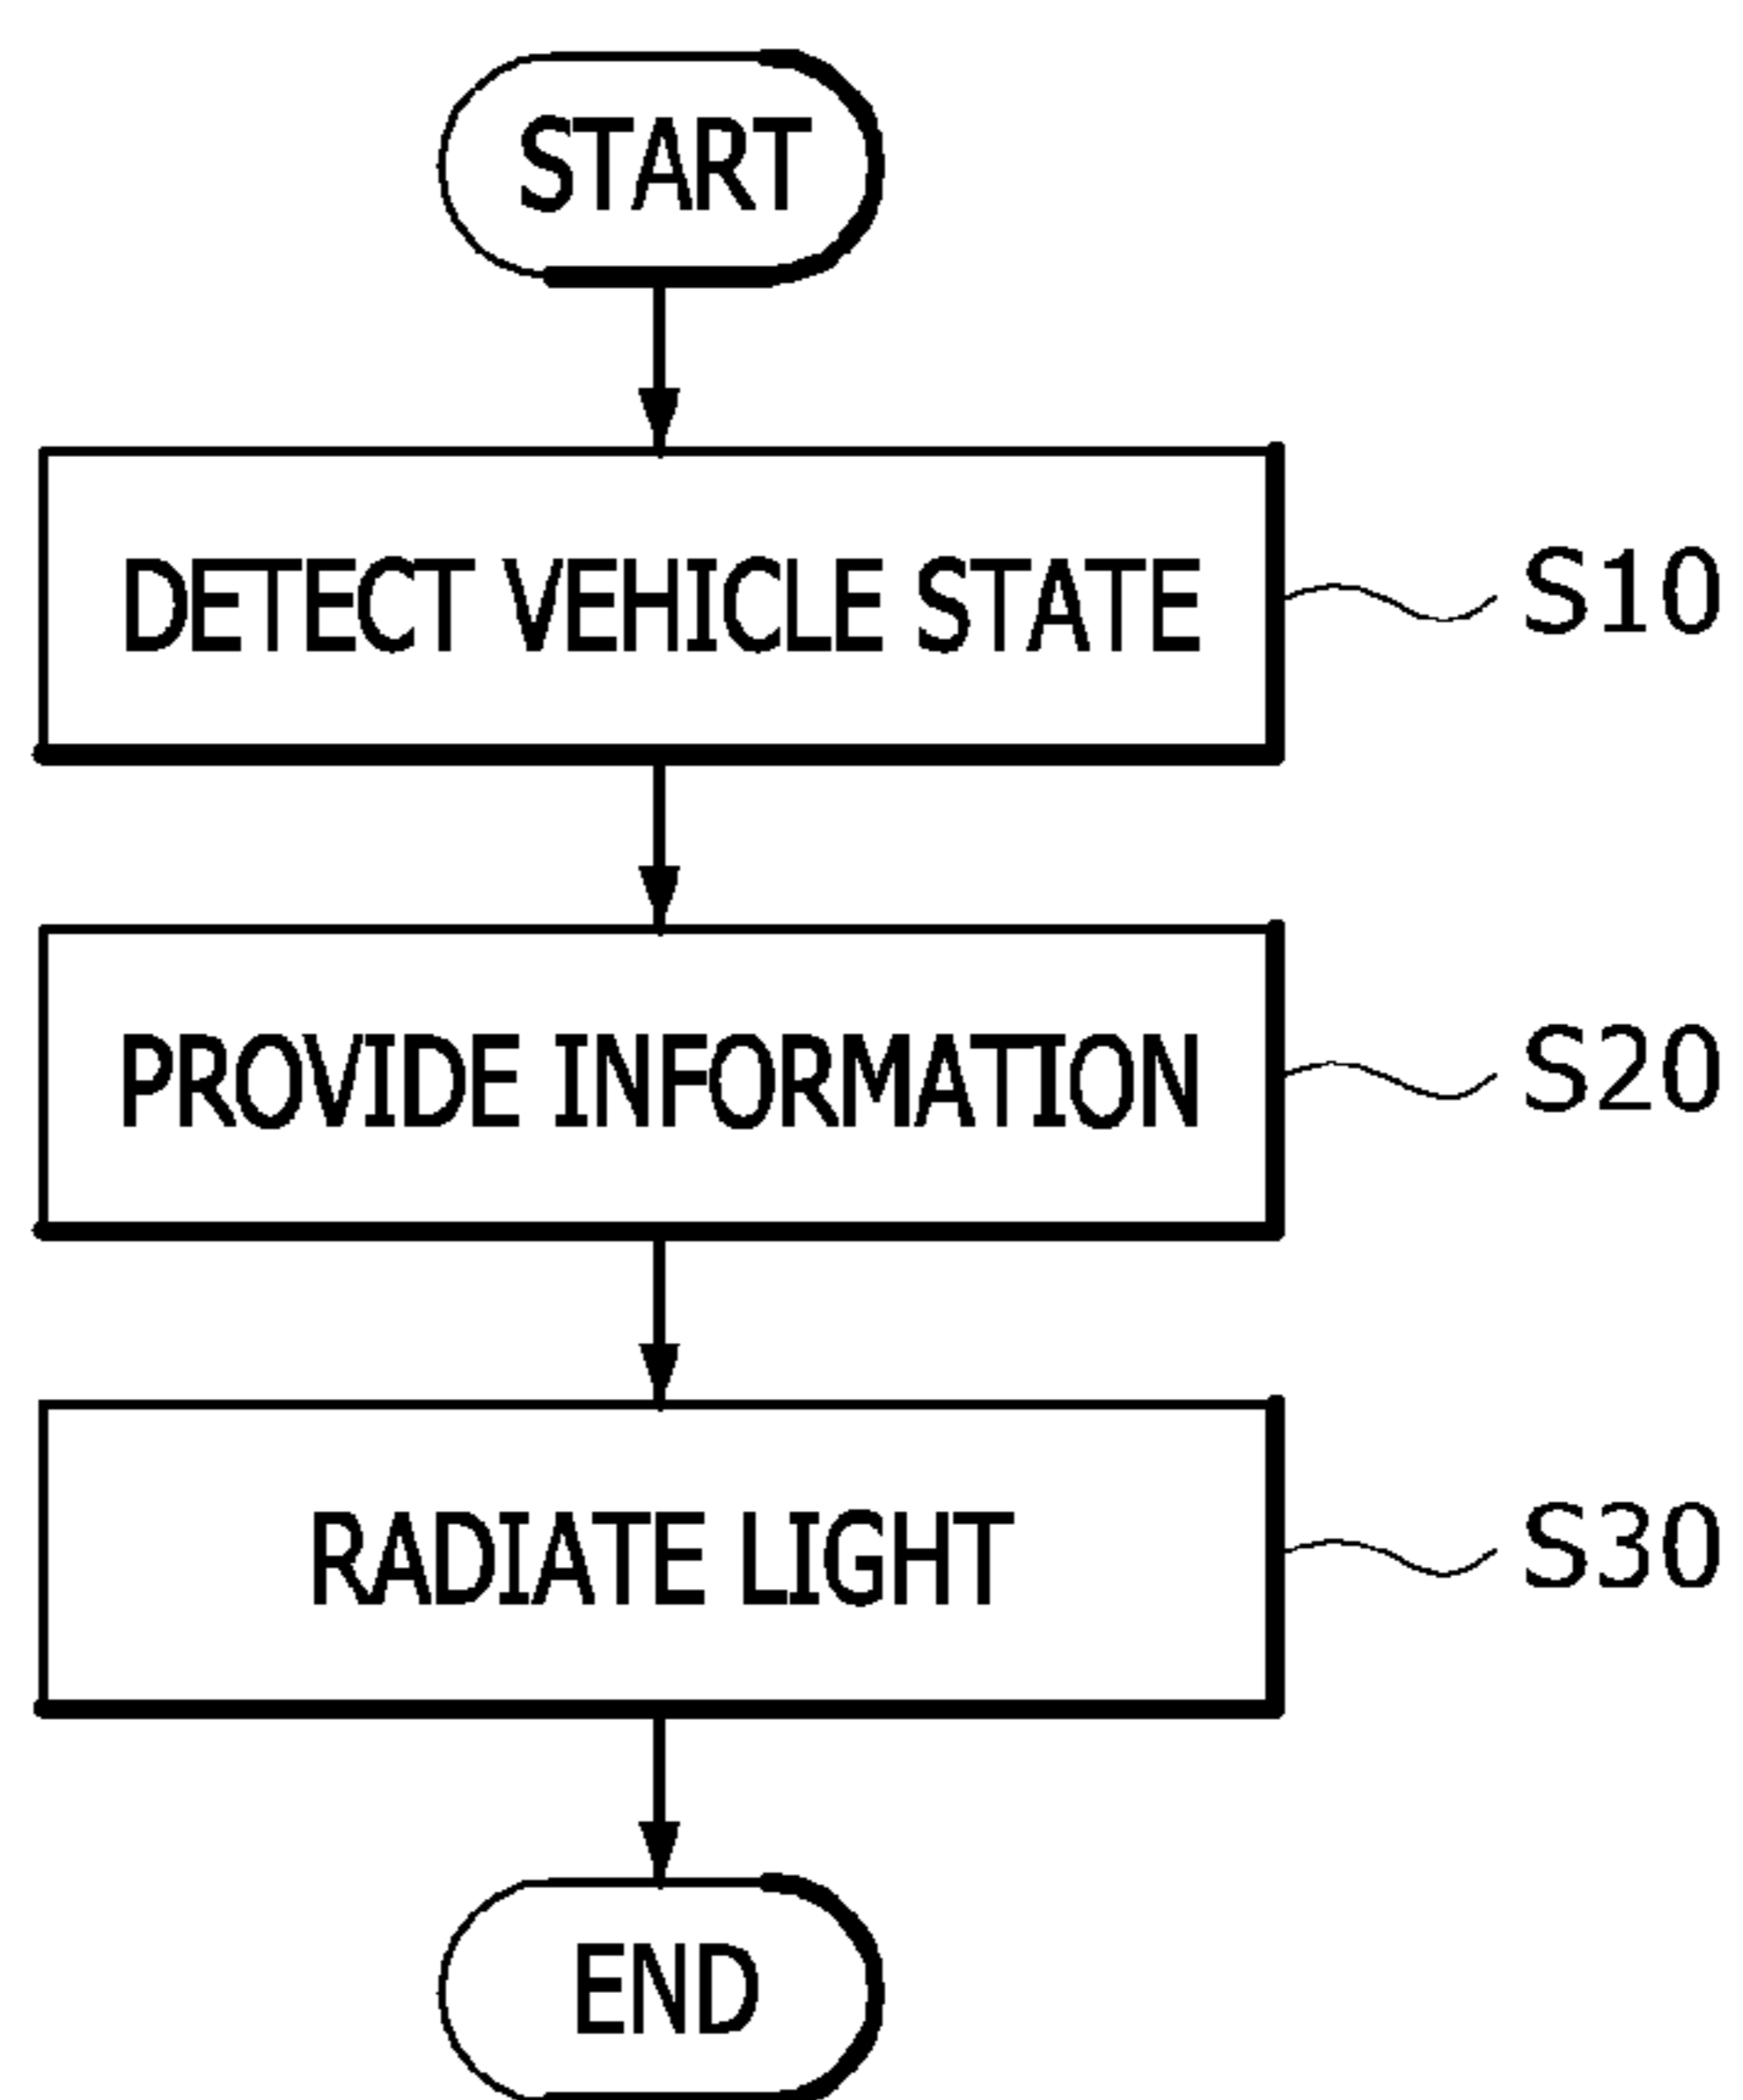 START
DETECT VEHICLE STATE
S10
PROVIDE INFORMATION
S20
RADIATE LIGHT
S30
END